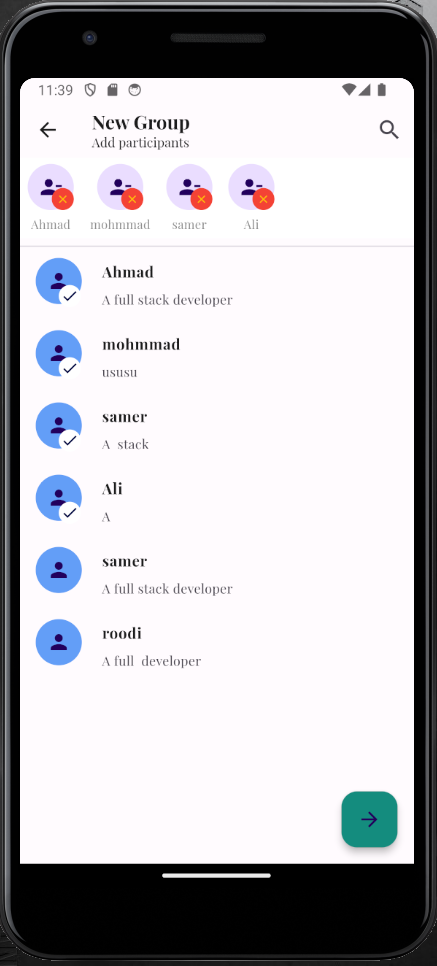 11:39
New Group
Add participants
Ahmad mohmmad samer Ali
Ahmad
A full stack developer
mohmmad
ususu
samer
A  stack
Ali
A
samer
A full stack developer
roodi
A full  developer